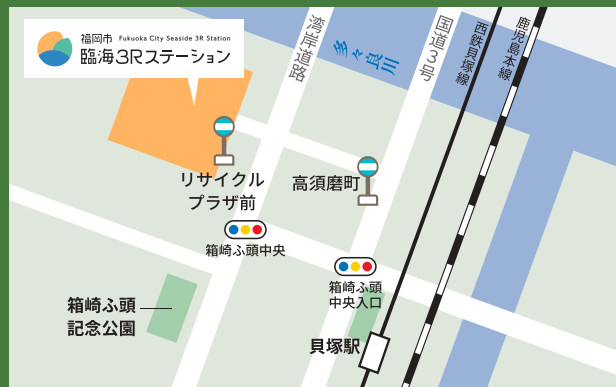 福岡市 Fukuoka City Seaside 3R Station
臨海3Rステーション
湾岸道路
多々良川
国道3号
西鉄貝塚線
鹿児島本線
リサイクル
プラザ前
高須磨町
箱崎ふ頭中央
箱崎ふ頭
中央入口
箱崎ふ頭
記念公園
貝塚駅